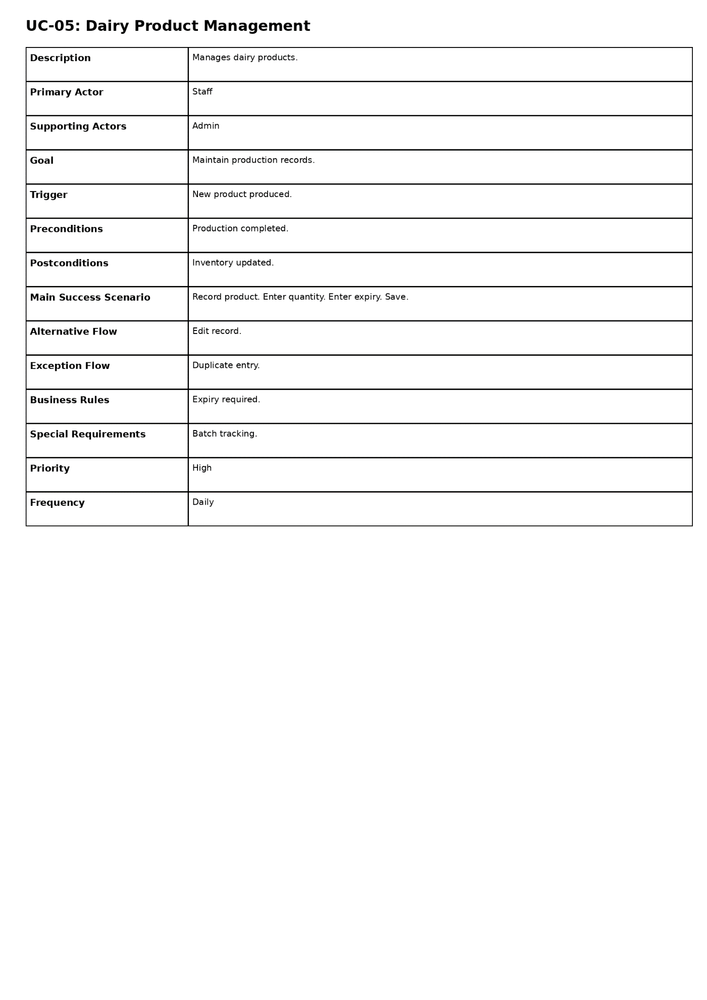 UC-05: Dairy Product Management
Description Manages dairy products.
Primary Actor Staff
Supporting Actors Admin
Goal Maintain production records.
Trigger New product produced.
Preconditions Production completed.
Postconditions Inventory updated.
Main Success Scenario Record product. Enter quantity. Enter expiry. Save.
Alternative Flow Edit record.
Exception Flow Duplicate entry.
Business Rules Expiry required.
Special Requirements Batch tracking.
Priority High
Frequency Daily